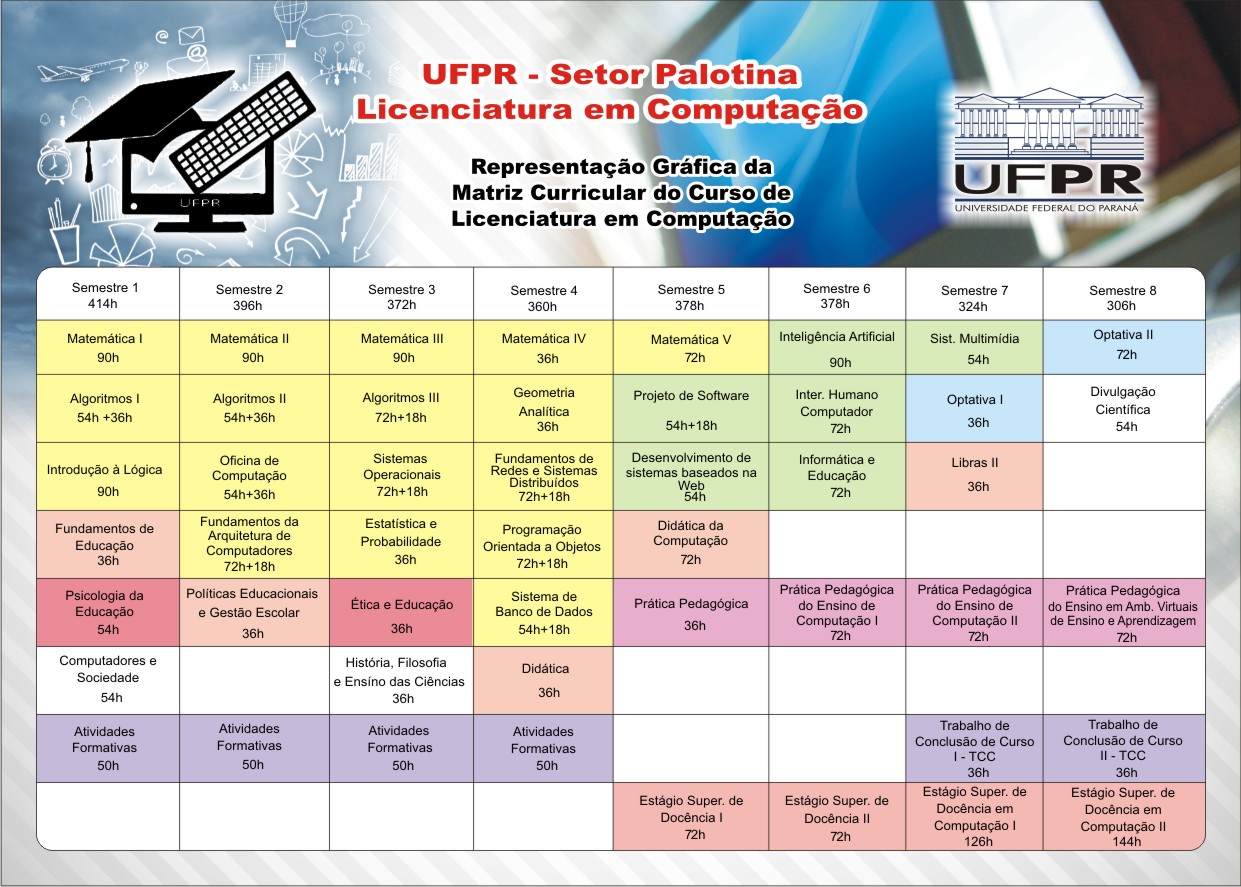 UFPR - Setor Palotina
Licenciatura em Computação
Representação Gráfica da
Matriz Curricular do Curso de
Licenciatura em Computação
UFPR
UFPR
UNIVERSIDADE FEDERAL DO PARANÁ
Semestre 1
414h
Semestre 2
396h
Semestre 3
372h
Semestre 4
360h
Semestre 5
378h
Semestre 6
378h
Semestre 7
324h
Semestre 8
306h
Matemática I
90h
Matemática II
90h
Matemática III
90h
Matemática IV
36h
Matemática V
72h
Inteligência Artificial
90h
Sist. Multimídia
54h
Optativa II
72h
Algoritmos I
54h +36h
Algoritmos II
54h+36h
Algoritmos III
72h+18h
Geometria
Analítica
36h
Projeto de Software
54h+18h
Inter. Humano
Computador
72h
Optativa I
36h
Divulgação
Científica
54h
Introdução à Lógica
90h
Oficina de
Computação
54h+36h
Sistemas
Operacionais
72h+18h
Fundamentos de
Redes e Sistemas
Distribuídos
72h+18h
Desenvolvimento de
sistemas baseados na
Web
54h
Informática e
Educação
72h
Libras II
36h
Fundamentos de
Educação
36h
Fundamentos da
Arquitetura de
Computadores
72h+18h
Estatística e
Probabilidade
36h
Programação
Orientada a Objetos
72h+18h
Didática da
Computação
72h
Psicologia da
Educação
54h
Políticas Educacionais
e Gestão Escolar
36h
Ética e Educação
36h
Sistema de
Banco de Dados
54h+18h
Prática Pedagógica
36h
Prática Pedagógica
do Ensino de
Computação I
72h
Prática Pedagógica
do Ensino de
Computação II
72h
Prática Pedagógica
do Ensino em Amb. Virtuais
de Ensino e Aprendizagem
72h
Computadores e
Sociedade
54h
História, Filosofia
e Ensíno das Ciências
36h
Didática
36h
Atividades
Formativas
50h
Atividades
Formativas
50h
Atividades
Formativas
50h
Atividades
Formativas
50h
Trabalho de
Conclusão de Curso
I - TCC
36h
Trabalho de
Conclusão de Curso
II - TCC
36h
Estágio Super. de
Docência I
72h
Estágio Super. de
Docência II
72h
Estágio Super. de
Docência em
Computação I
126h
Estágio Super. de
Docência em
Computação II
144h